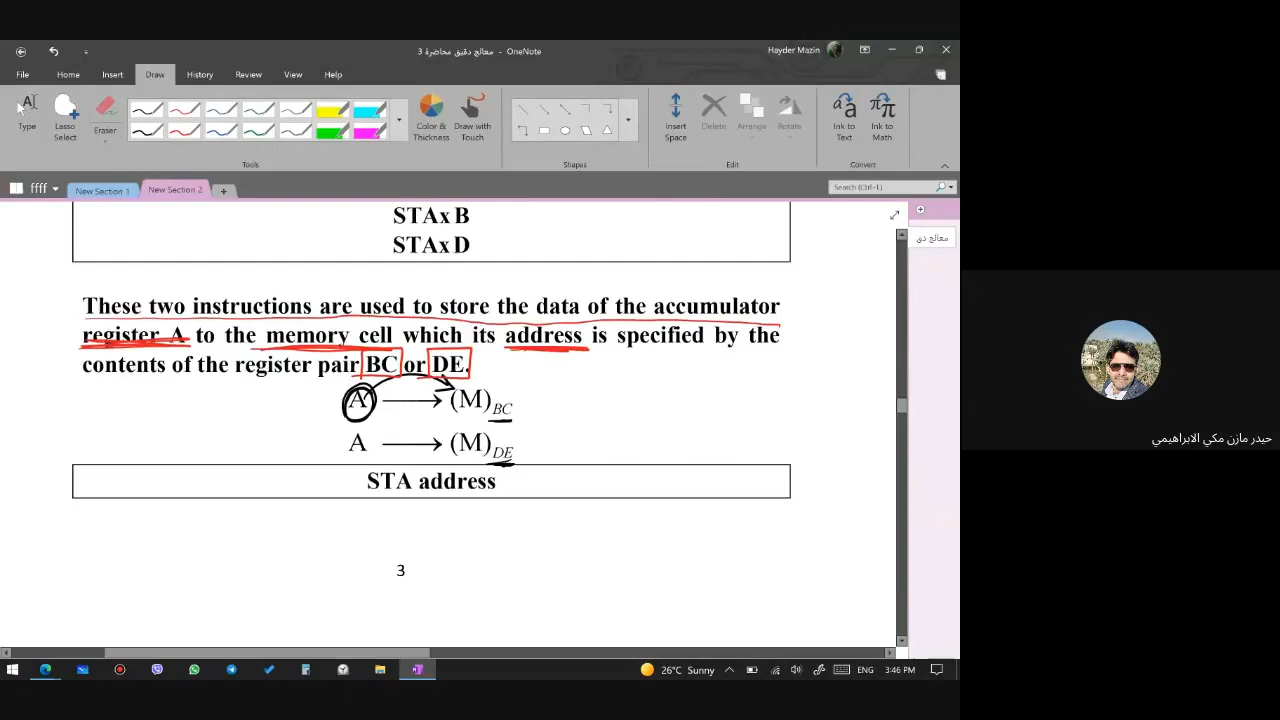 معالج دقيق محاضرة 3 - OneNote
Hayder Mazin
File Home Insert Draw History Review View Help
Type
Lasso Select
Eraser
Color & Thickness
Draw with Touch
Insert Space
Delete
Arrange
Rotate
Ink to Text
Ink to Math
Tools
Shapes
Edit
Convert
ffff
New Section 1
New Section 2
Search (Ctrl+E)
معالج دق
STAx B
STAx D
These two instructions are used to store the data of the accumulator
register A to the memory cell which its address is specified by the
contents of the register pair BC or DE.
A ⟶ (M)BC
A ⟶ (M)DE
STA address
3
حيدر مازن مكي الابراهيمي
26°C Sunny
ENG
3:46 PM